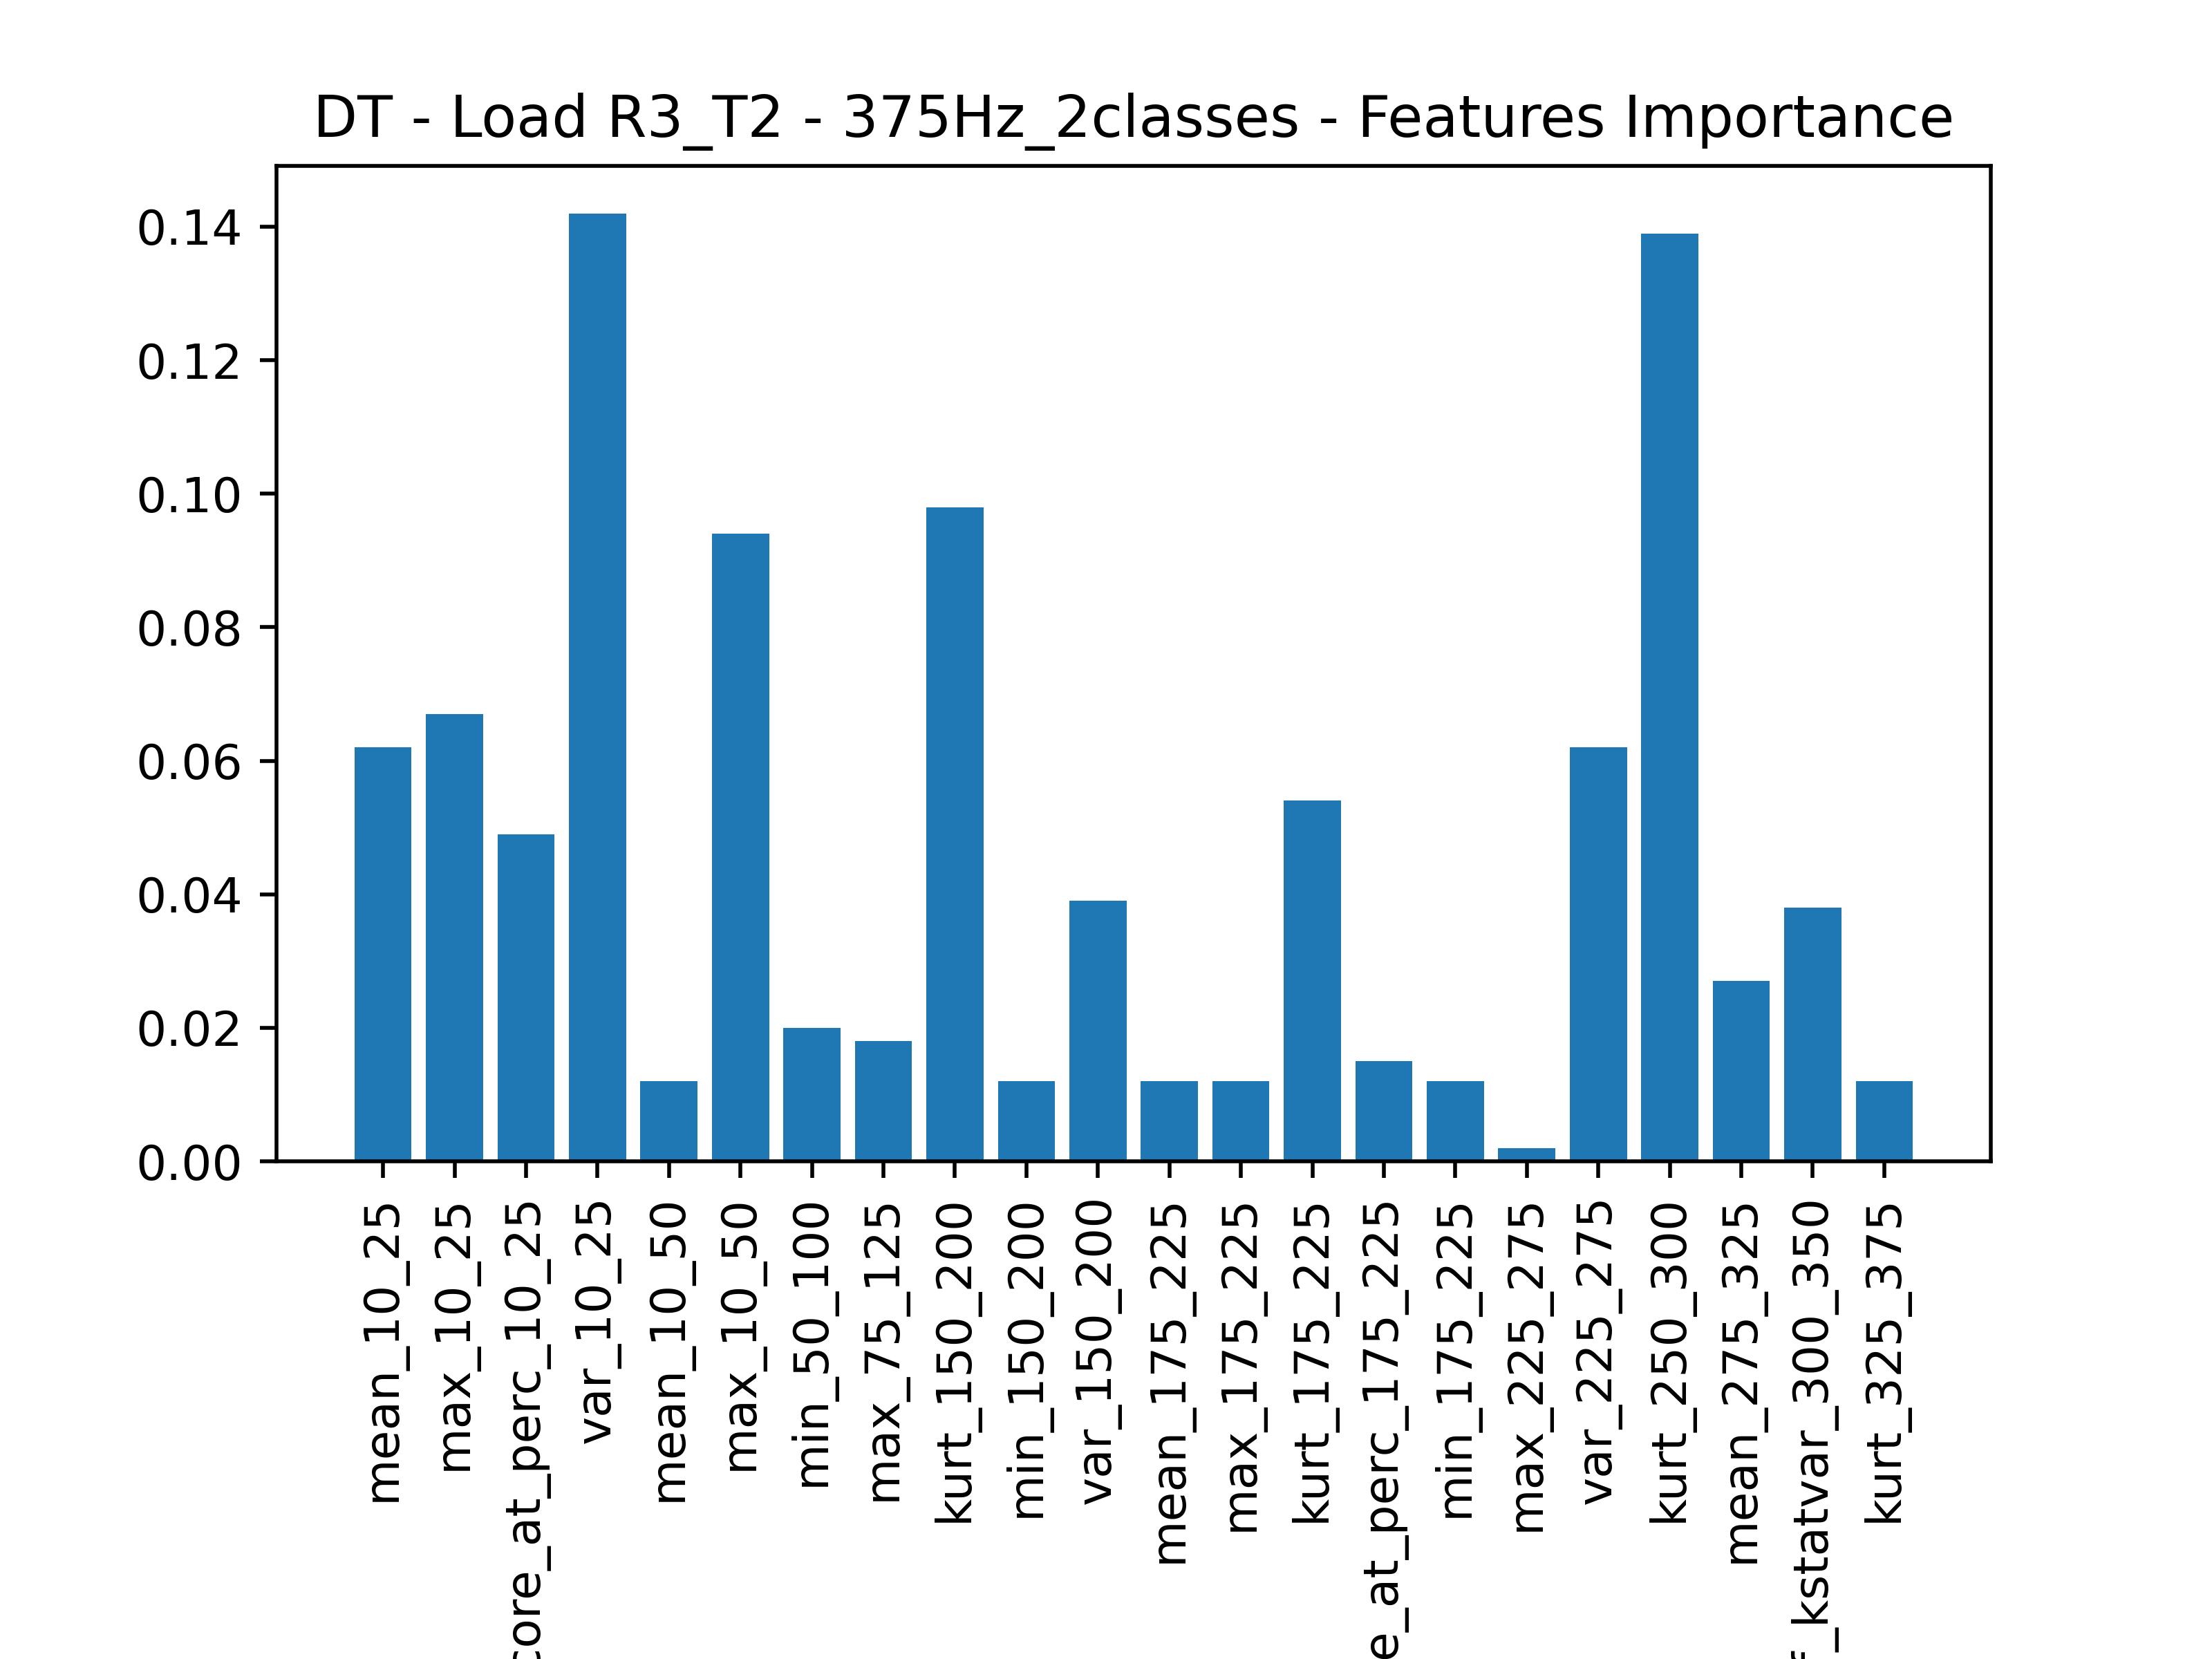 DT - Load R3_T2 - 375Hz_2classes - Features Importance
0.14
0.12
0.10
0.08
0.06
0.04
0.02
0.00
mean_10_25
max_10_25
core_at_perc_10_25
var_10_25
mean_10_50
max_10_50
min_50_100
max_75_125
kurt_150_200
min_150_200
var_150_200
mean_175_225
max_175_225
kurt_175_225
e_at_perc_175_225
min_175_225
max_225_275
var_225_275
kurt_250_300
mean_275_325
f_kstatvar_300_350
kurt_325_375